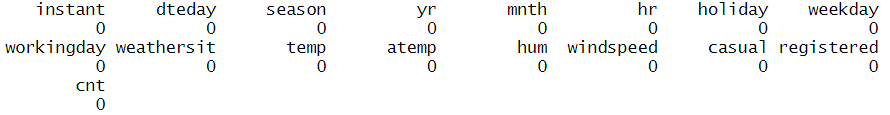 instant dteday season yr mnth hr holiday weekday
0 0 0 0 0 0 0 0
workingday weathersit temp atemp hum windspeed casual registered
0 0 0 0 0 0 0 0
cnt
0